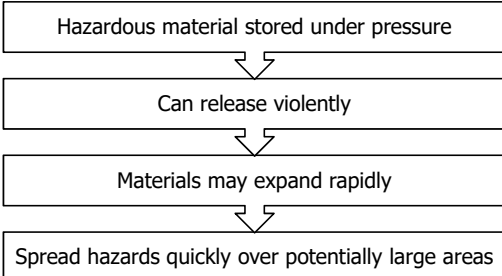 Hazardous material stored under pressure
Can release violently
Materials may expand rapidly
Spread hazards quickly over potentially large areas